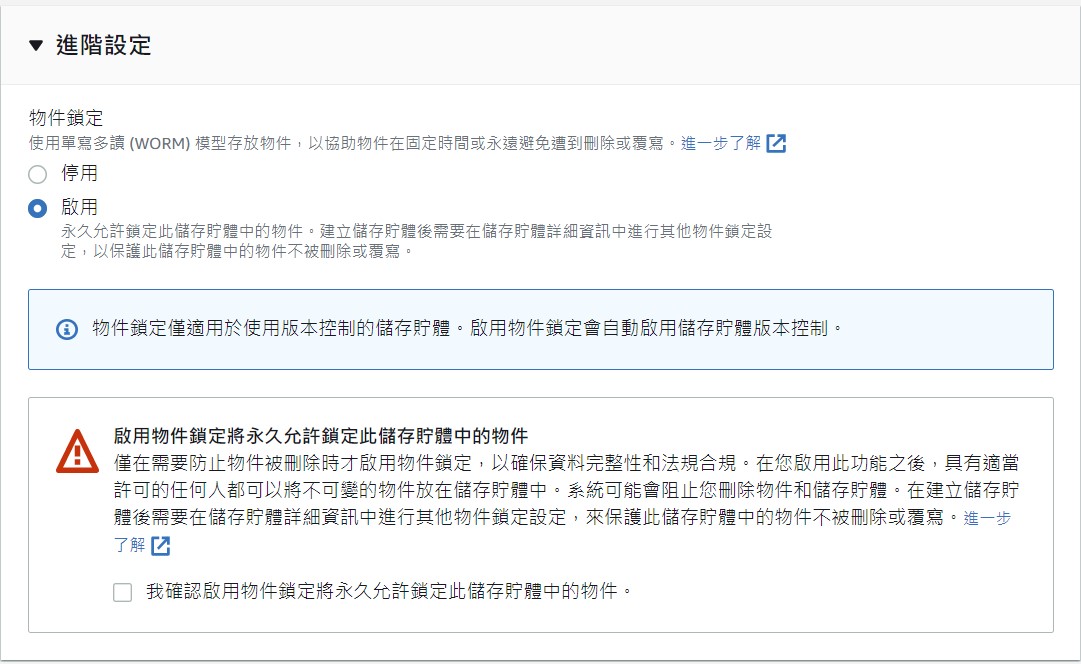 進階設定
物件鎖定
使用單寫多讀 (WORM) 模型存放物件，以協助物件在固定時間或永遠避免遭到刪除或覆寫。進一步了解
停用
啟用
永久允許鎖定此儲存貯體中的物件。建立儲存貯體後需要在儲存貯體詳細資訊中進行其他物件鎖定設
定，以保護此儲存貯體中的物件不被刪除或覆寫。
物件鎖定僅適用於使用版本控制的儲存貯體。啟用物件鎖定會自動啟用儲存貯體版本控制。
啟用物件鎖定將永久允許鎖定此儲存貯體中的物件
僅在需要防止物件被刪除時才啟用物件鎖定，以確保資料完整性和法規合規。在您啟用此功能之後，具有適當
許可的任何人都可以將不可變的物件放在儲存貯體中。系統可能會阻止您刪除物件和儲存貯體。在建立儲存貯
體後需要在儲存貯體詳細資訊中進行其他物件鎖定設定，來保護此儲存貯體中的物件不被刪除或覆寫。進一步
了解
我確認啟用物件鎖定將永久允許鎖定此儲存貯體中的物件。